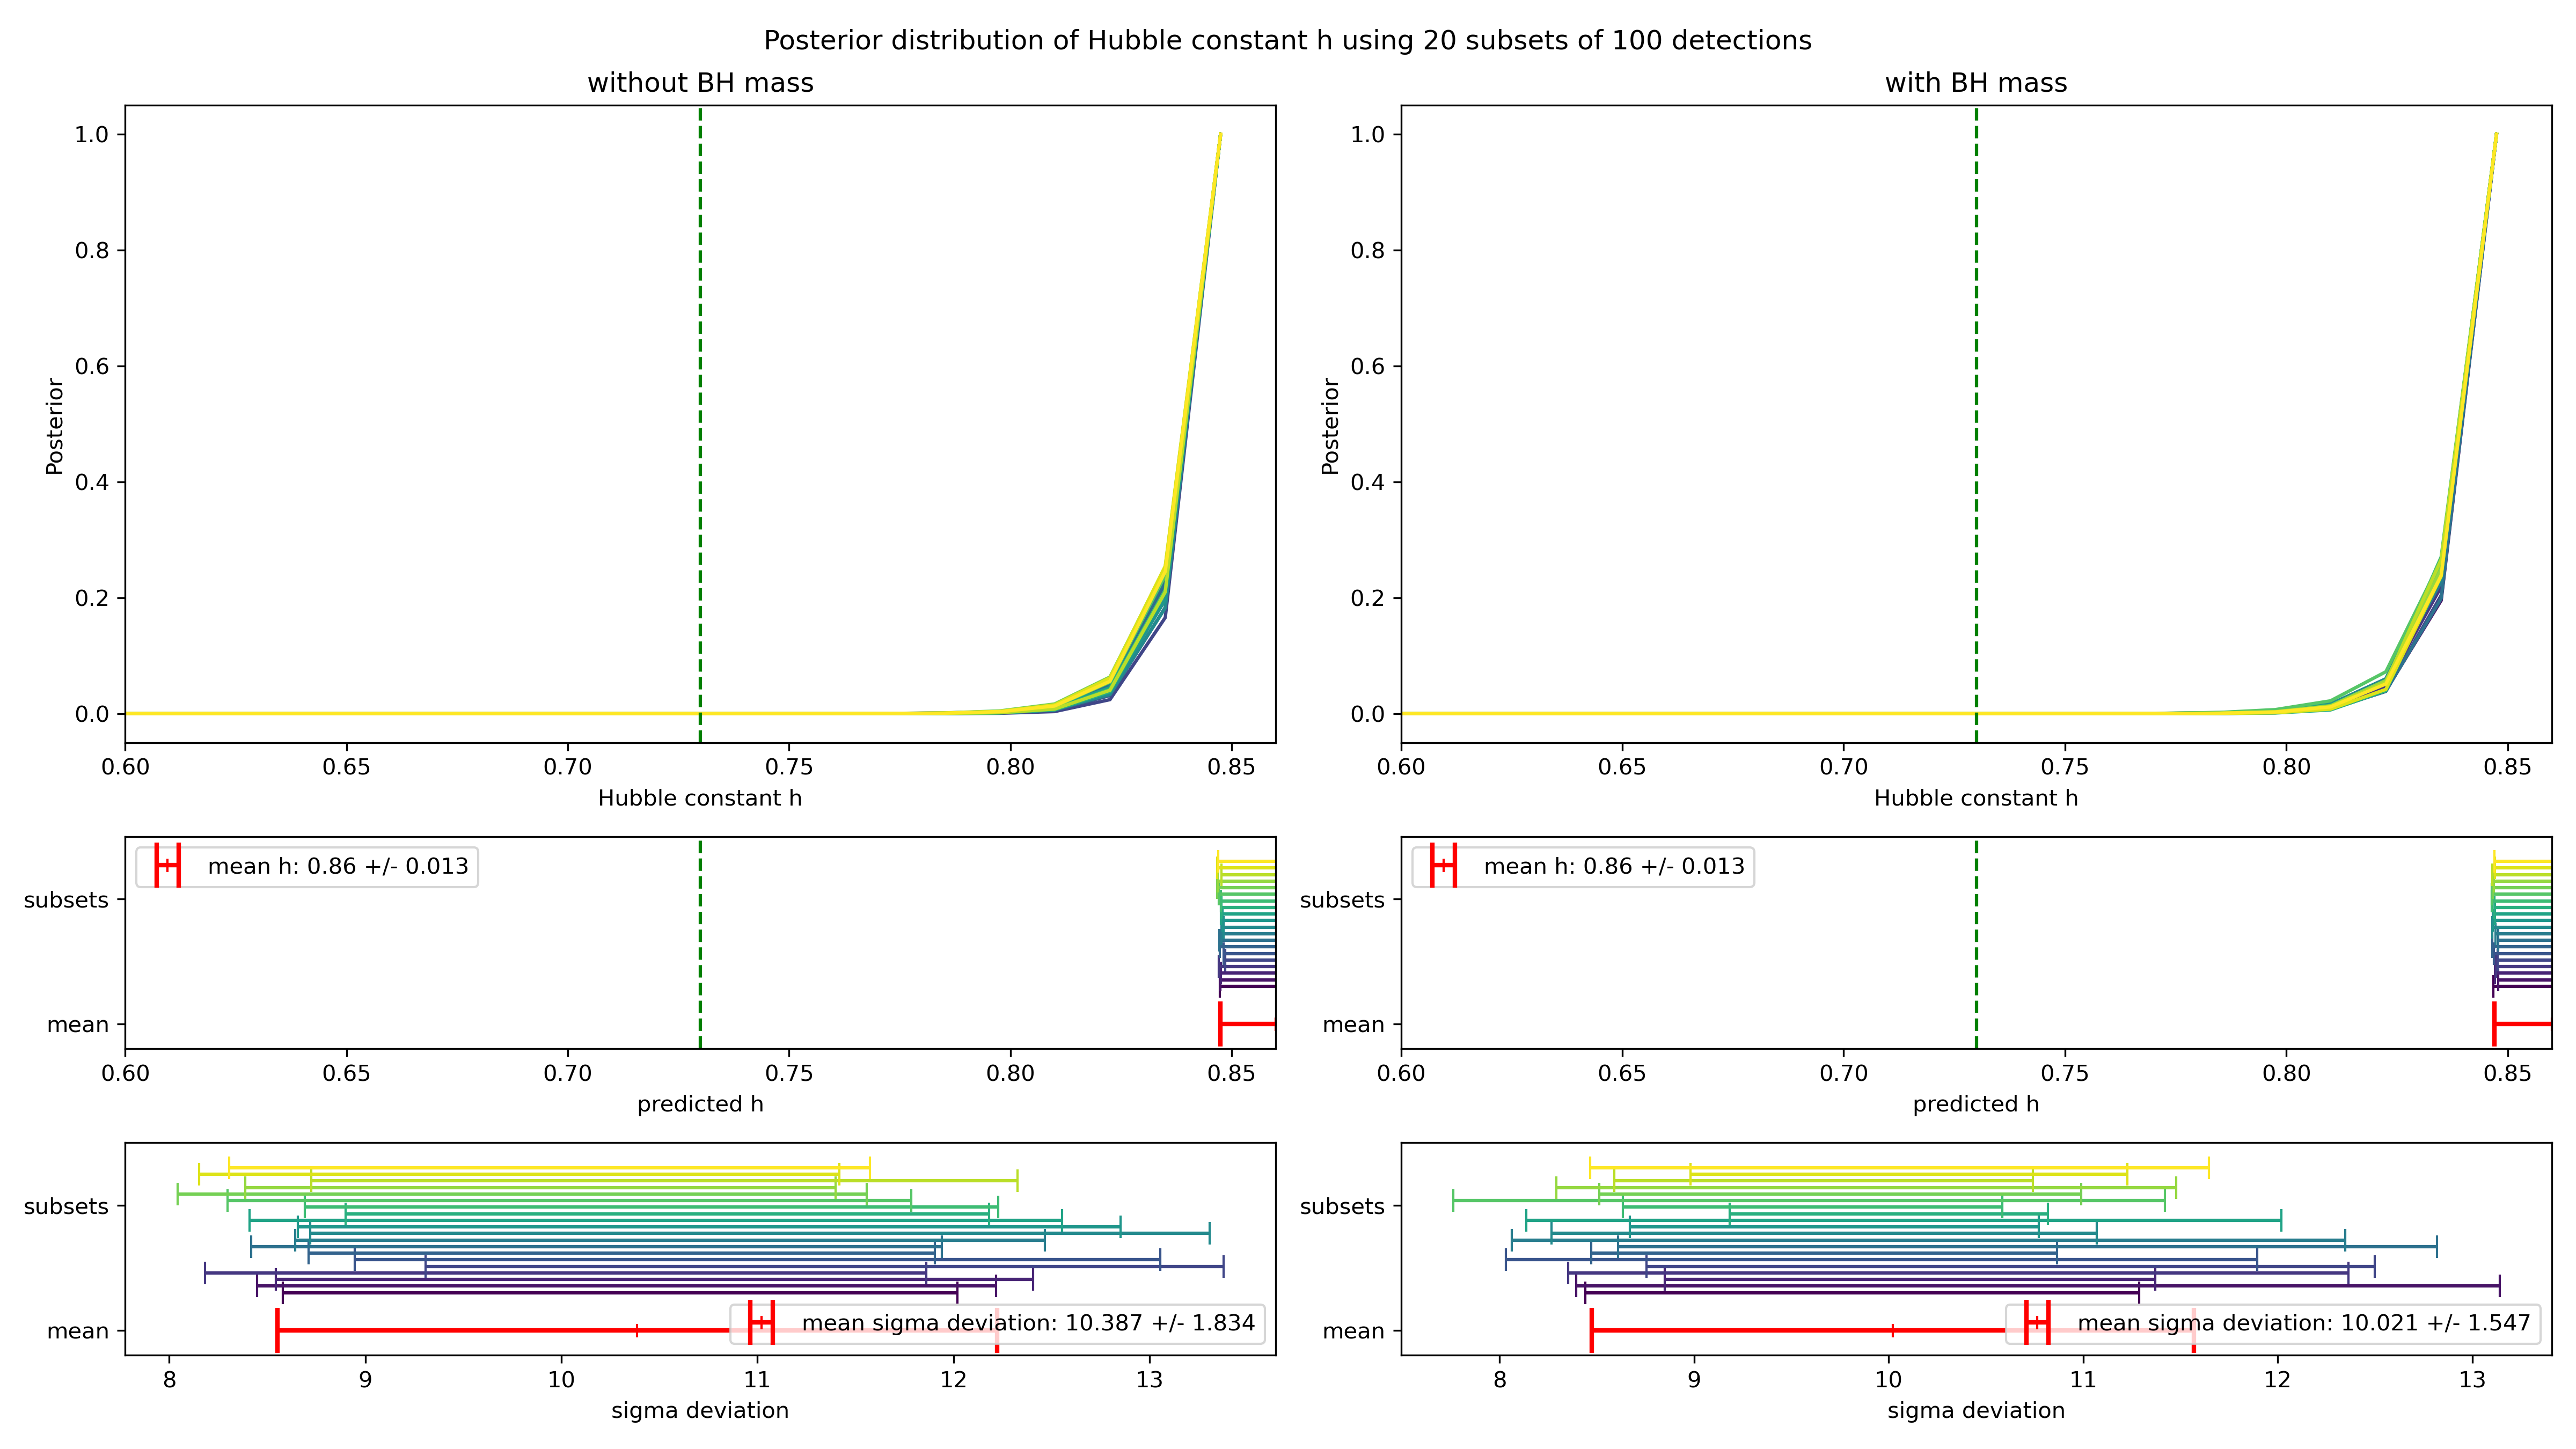 Posterior distribution of Hubble constant h using 20 subsets of 100 detections
without BH mass
1.0
0.8
0.6
0.4
0.2
0.0
Posterior
0.60 0.65 0.70 0.75 0.80 0.85
Hubble constant h
with BH mass
1.0
0.8
0.6
0.4
0.2
0.0
Posterior
0.60 0.65 0.70 0.75 0.80 0.85
Hubble constant h
mean h: 0.86 +/- 0.013
subsets
mean
0.60 0.65 0.70 0.75 0.80 0.85
predicted h
mean h: 0.86 +/- 0.013
subsets
mean
0.60 0.65 0.70 0.75 0.80 0.85
predicted h
subsets
mean
mean sigma deviation: 10.387 +/- 1.834
8 9 10 11 12 13
sigma deviation
subsets
mean
mean sigma deviation: 10.021 +/- 1.547
8 9 10 11 12 13
sigma deviation